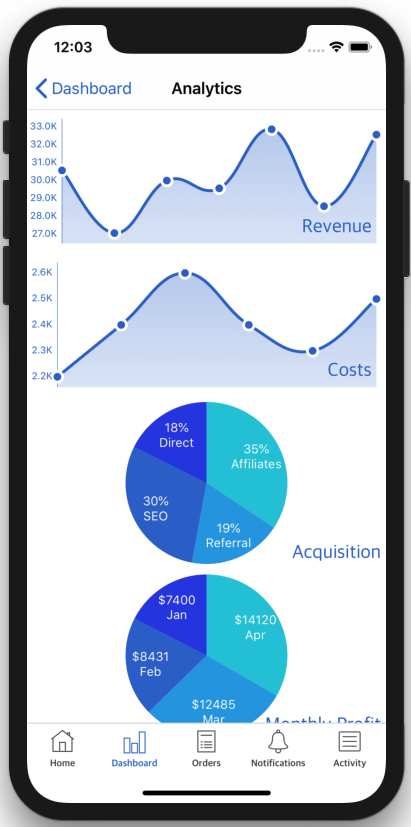 12:03
Dashboard
Analytics
33.0K
32.0K
31.0K
30.0K
29.0K
28.0K
27.0K
Revenue
2.6K
2.5K
2.4K
2.3K
2.2K
Costs
18%
Direct
35%
Affiliates
30%
SEO
19%
Referral
Acquisition
$7400
Jan
$14120
Apr
$8431
Feb
$12485
Mar
Monthly Profit
Home
Dashboard
Orders
Notifications
Activity